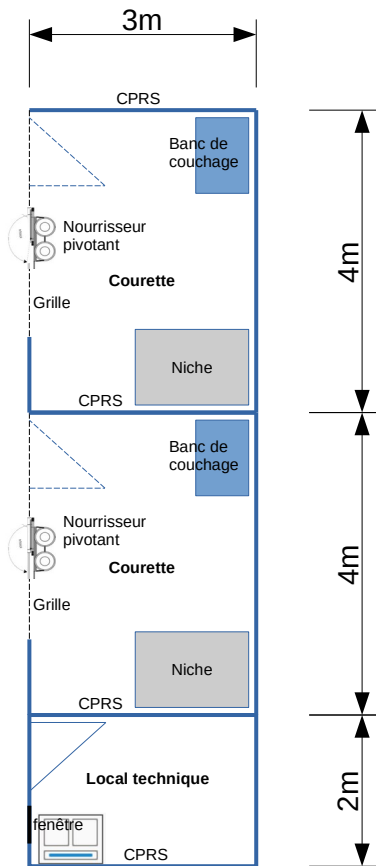 3m
CPRS
Banc de
couchage
Nourrisseur
pivotant
Courette
4m
Grille
Niche
CPRS
Banc de
couchage
Nourrisseur
pivotant
Courette
4m
Grille
Niche
CPRS
Local technique
2m
fenêtre
CPRS